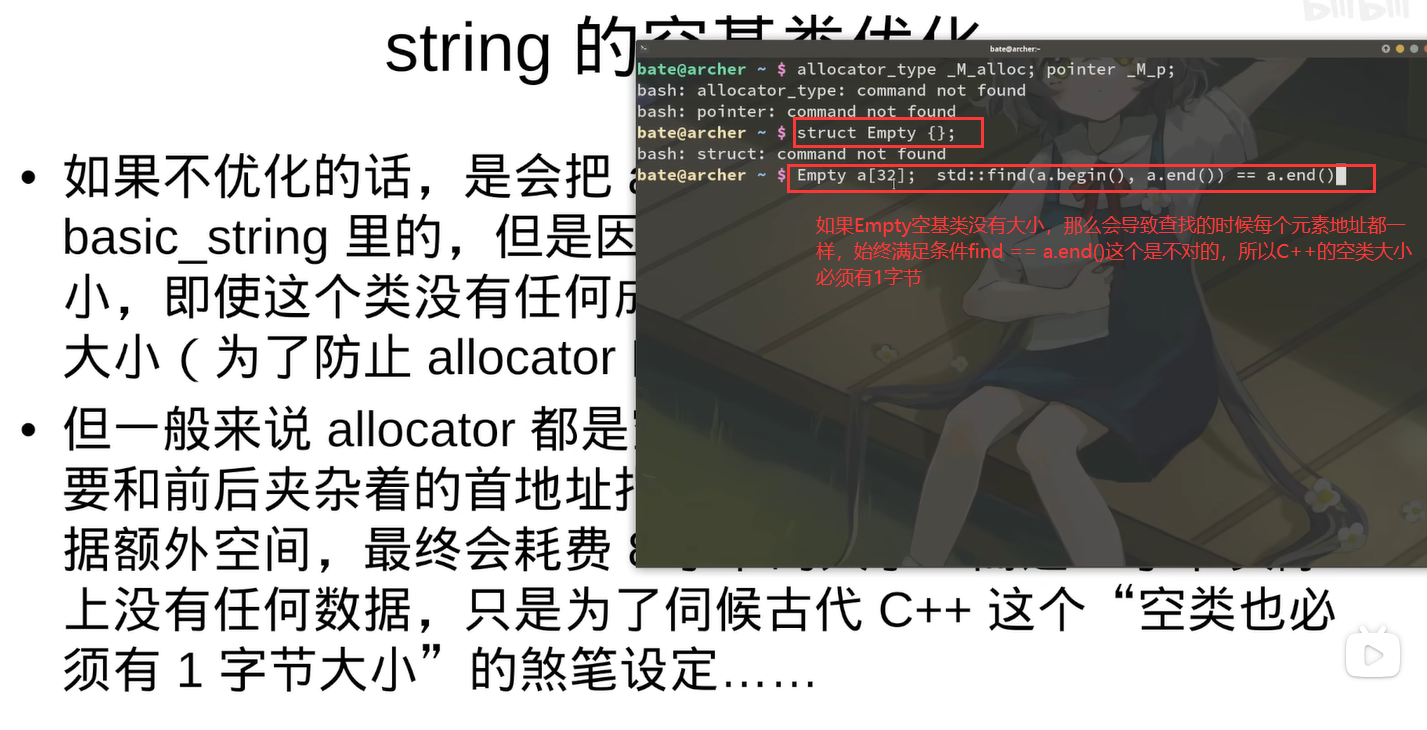 string 的空基类优化
bilibili
bate@archer:~
bate@archer ~ $ allocator_type _M_alloc; pointer _M_p;
bash: allocator_type: command not found
bash: pointer: command not found
bate@archer ~ $ struct Empty {};
bash: struct: command not found
bate@archer ~ $ Empty a[32];  std::find(a.begin(), a.end()) == a.end()
如果Empty空基类没有大小，那么会导致查找的时候每个元素地址都一
样，始终满足条件find == a.end()这个是不对的，所以C++的空类大小
必须有1字节
• 如果不优化的话，是会把
basic_string 里的，但是因
小，即使这个类没有任何成
大小（为了防止 allocator
• 但一般来说 allocator 都是
要和前后夹杂着的首地址指
据额外空间，最终会耗费 8
上没有任何数据，只是为了伺候古代 C++ 这个“空类也必
须有 1 字节大小”的煞笔设定……